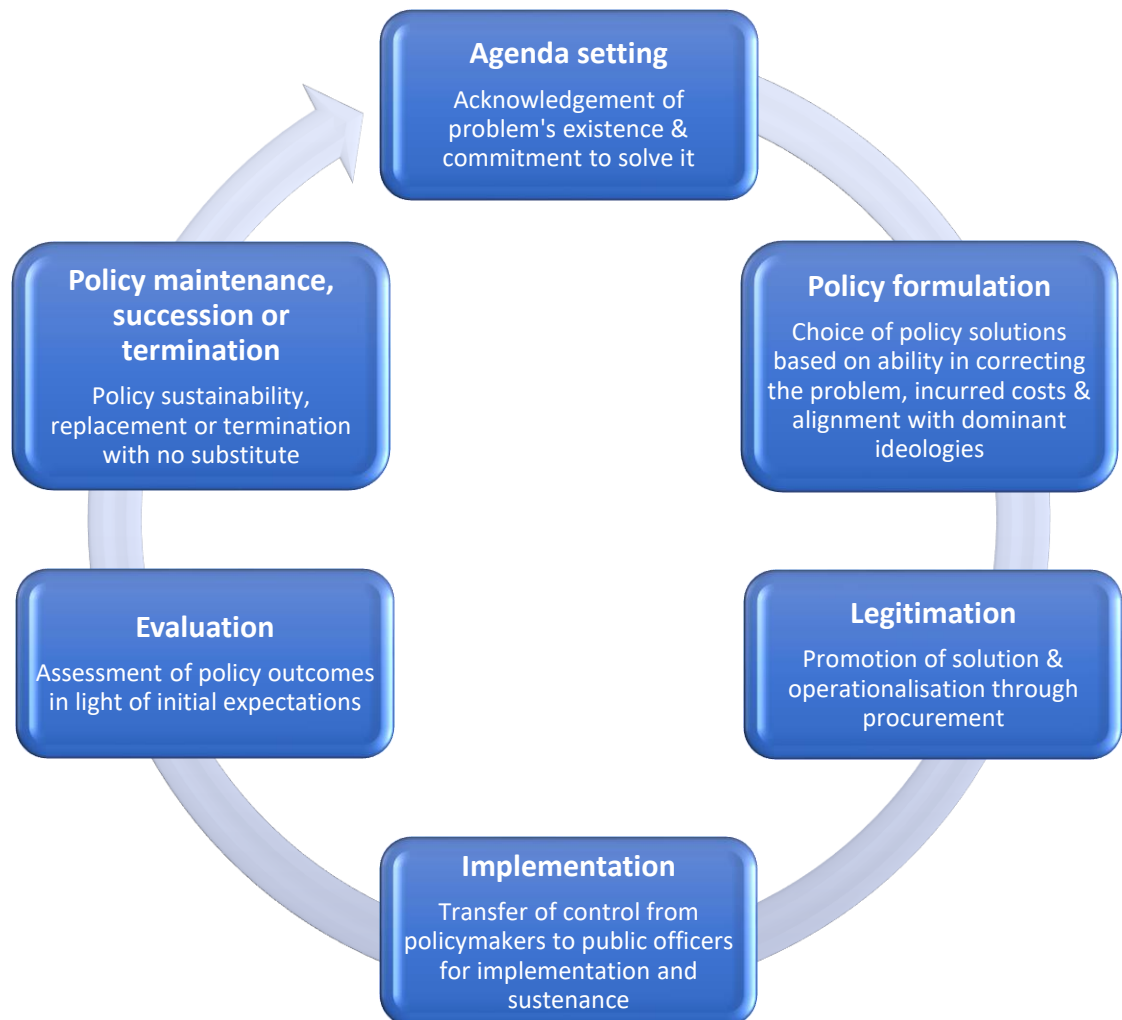 Agenda setting
Acknowledgement of
problem's existence &
commitment to solve it
Policy formulation
Choice of policy solutions
based on ability in correcting
the problem, incurred costs &
alignment with dominant
ideologies
Legitimation
Promotion of solution &
operationalisation through
procurement
Implementation
Transfer of control from
policymakers to public officers
for implementation and
sustenance
Evaluation
Assessment of policy outcomes
in light of initial expectations
Policy maintenance,
succession or
termination
Policy sustainability,
replacement or termination
with no substitute